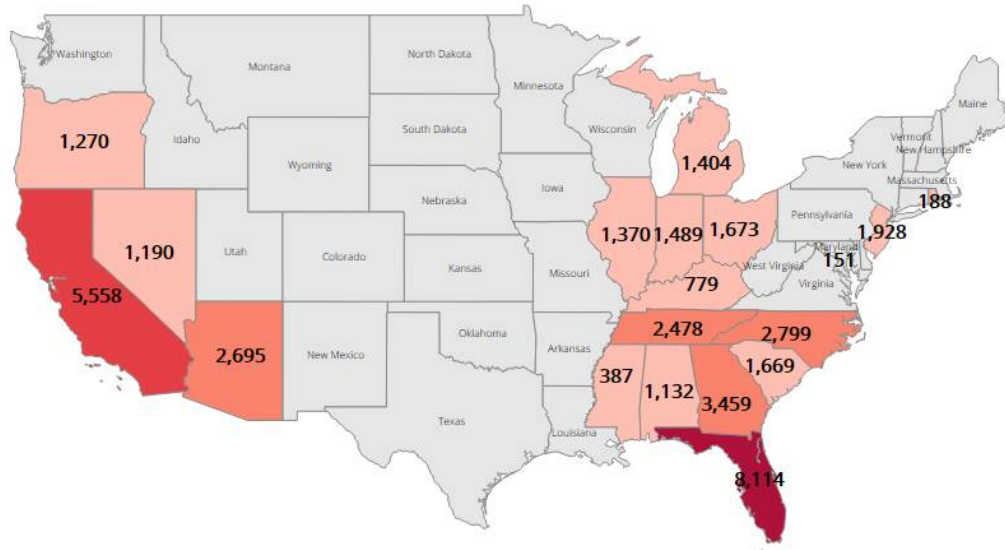 Washington
Montana
North Dakota
Minnesota
Maine
1,270
Idaho
South Dakota
Wisconsin
1,404
Vermont
New Hampshire
New York
Massachusetts
188
Wyoming
Iowa
Nebraska
Pennsylvania
1,928
1,190
Utah
Colorado
Kansas
Missouri
1,370
1,489
1,673
West Virginia
Maryland
151
Virginia
5,558
779
2,695
New Mexico
Oklahoma
Arkansas
2,478
2,799
387
1,132
3,459
1,669
Texas
Louisiana
8,114